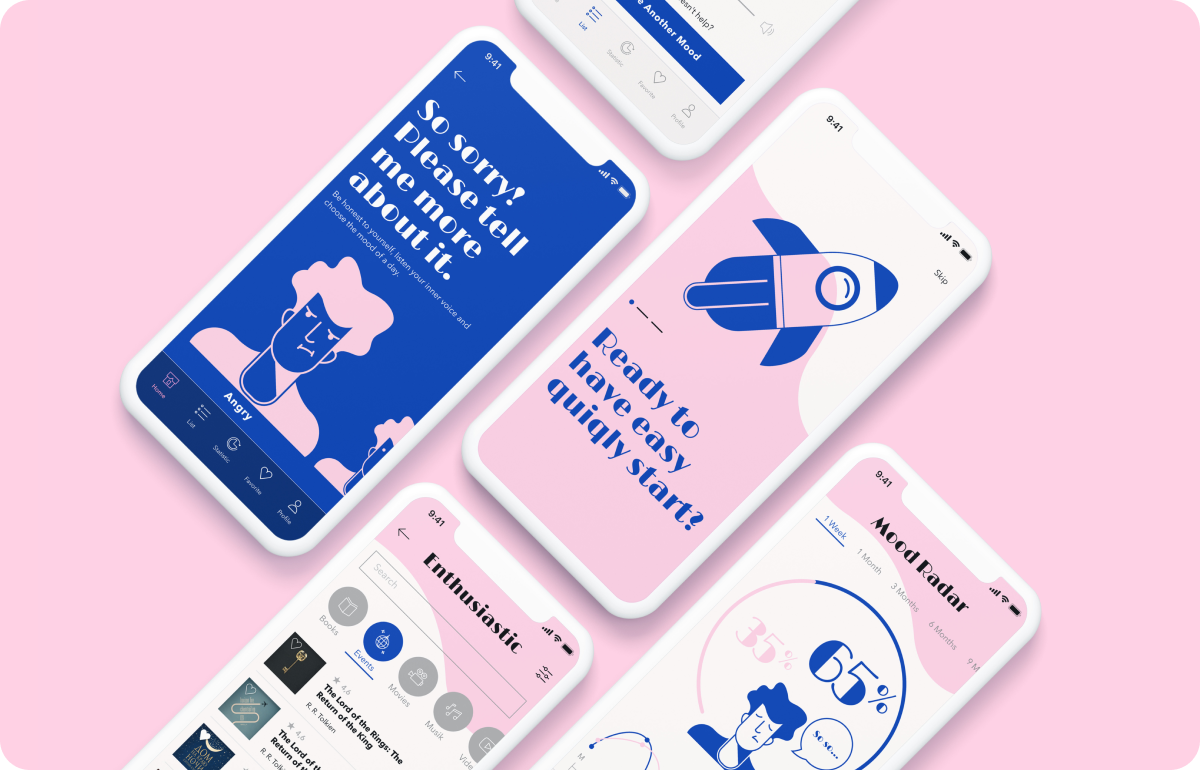 9:41
So sorry!
Please tell
me more
about it.
Be honest to yourself, listen your inner voice and
choose the mood of a day.
Angry
Home
List
Statistic
Favorite
Profile
esn't help?
e Another Mood
List
Statistic
Favorite
Profile
9:41
Skip
Ready to
have easy
quiqly start?
9:41
Enthusiastic
Search
Books
Events
Movies
Musik
Vide
4,6
The Lord of the Rings: The
Return of the King
R. R. Tolkien
4,6
The Lord of the
Return of the
R. R. Tolk
ДОМ
НОЧИ
9:41
Mood Radar
1 Week
1 Month
3 Months
6 Months
9 M
35%
65%
So so...
M